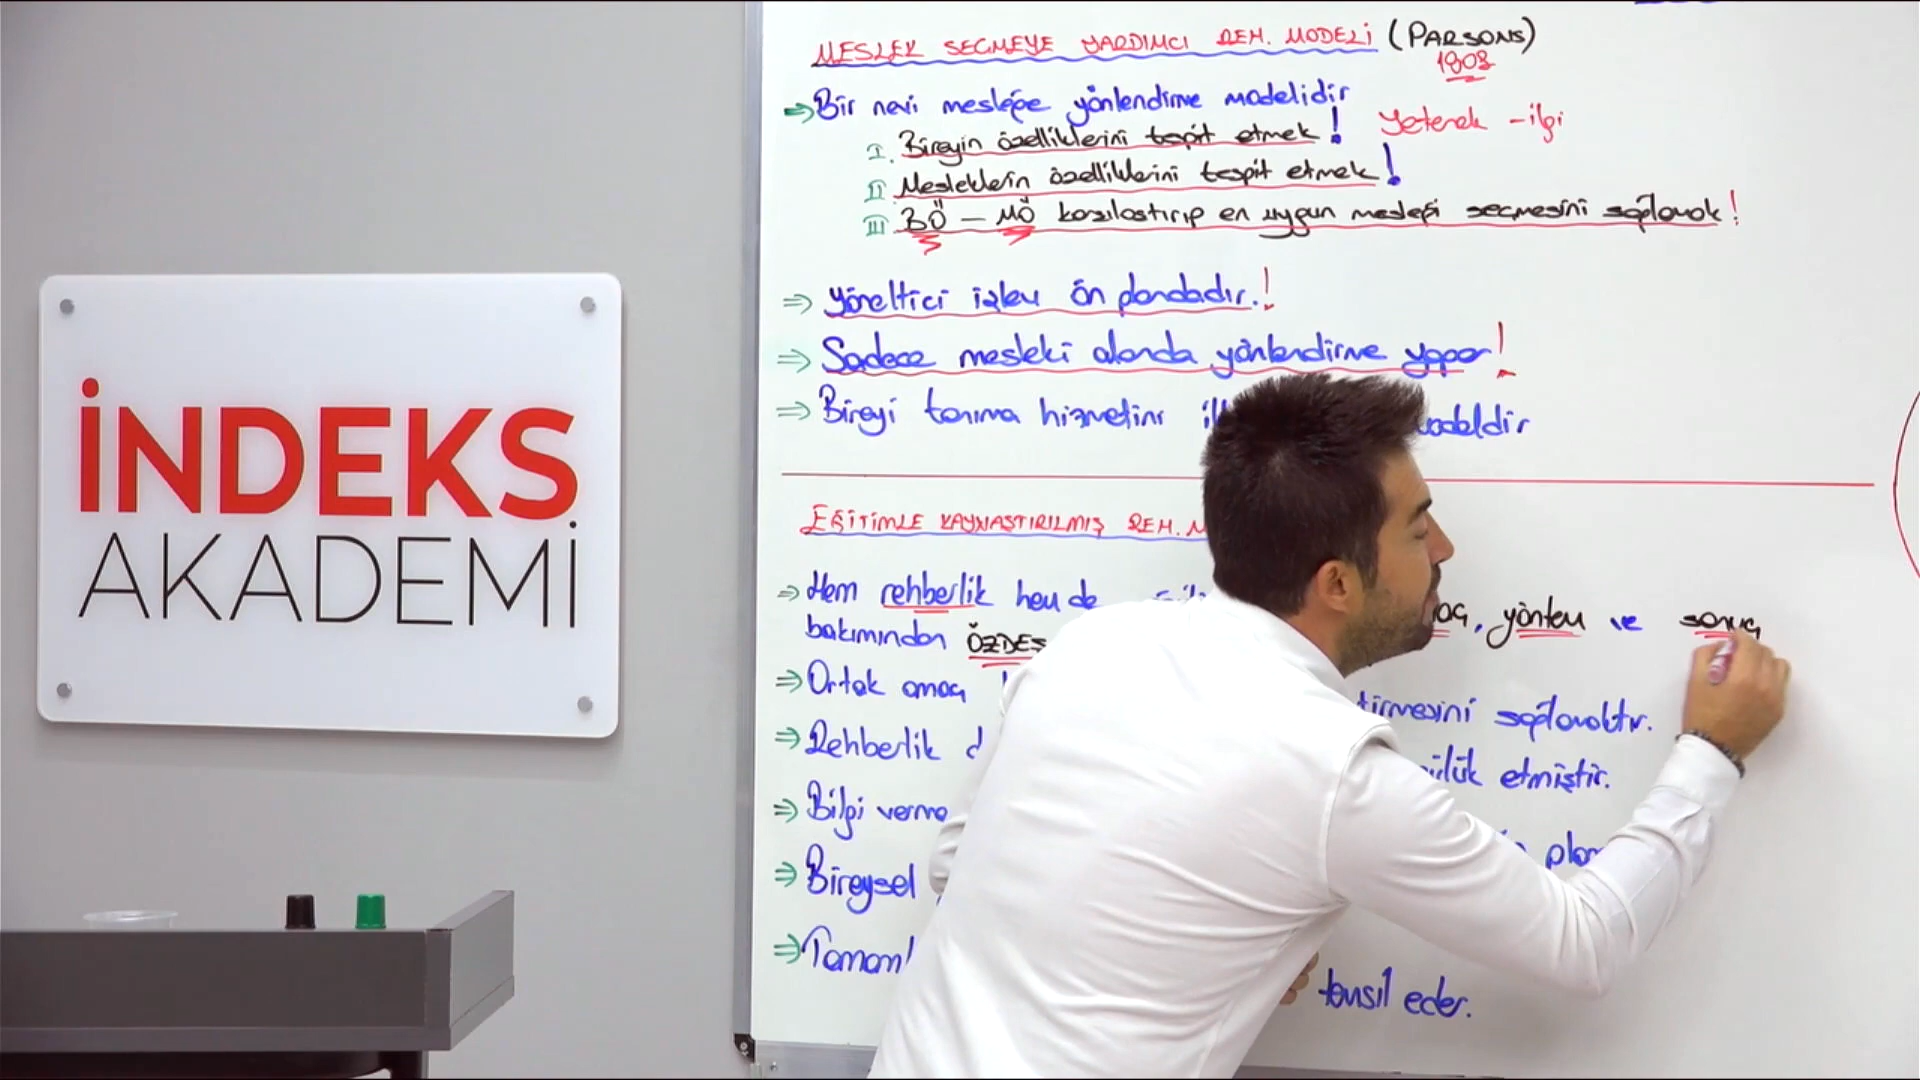 İNDEKS
AKADEMİ
MESLEK SEÇMEYE YARDIMCI REH. MODELİ (PARSONS)
1908
⇒ Bir nevi mesleğe yönlendirme modelidir
I. Bireyin özelliklerini tespit etmek! Yetenek - ilgi
II Mesleklerin özelliklerini tespit etmek!
III BÖ – MÖ karşılaştırıp en uygun mesleği seçmesini sağlamak!
⇒ Yöneltici işlev ön plandadır.!
⇒ Sadece mesleki alanda yönlendirme yapar!
⇒ Bireyi tanıma hizmetini modeldir
EĞİTİMLE KAYNAŞTIRILMIŞ REH. M
⇒ Hem rehberlik hem de , yöntem ve sonuç
bakımından ÖZDEŞ
⇒ Ortak amaç tirmesini sağlamaktır.
⇒ Rehberlik d etmiştir.
⇒ Bilgi verme
⇒ Bireysel
⇒ Tamam
temsil eder.